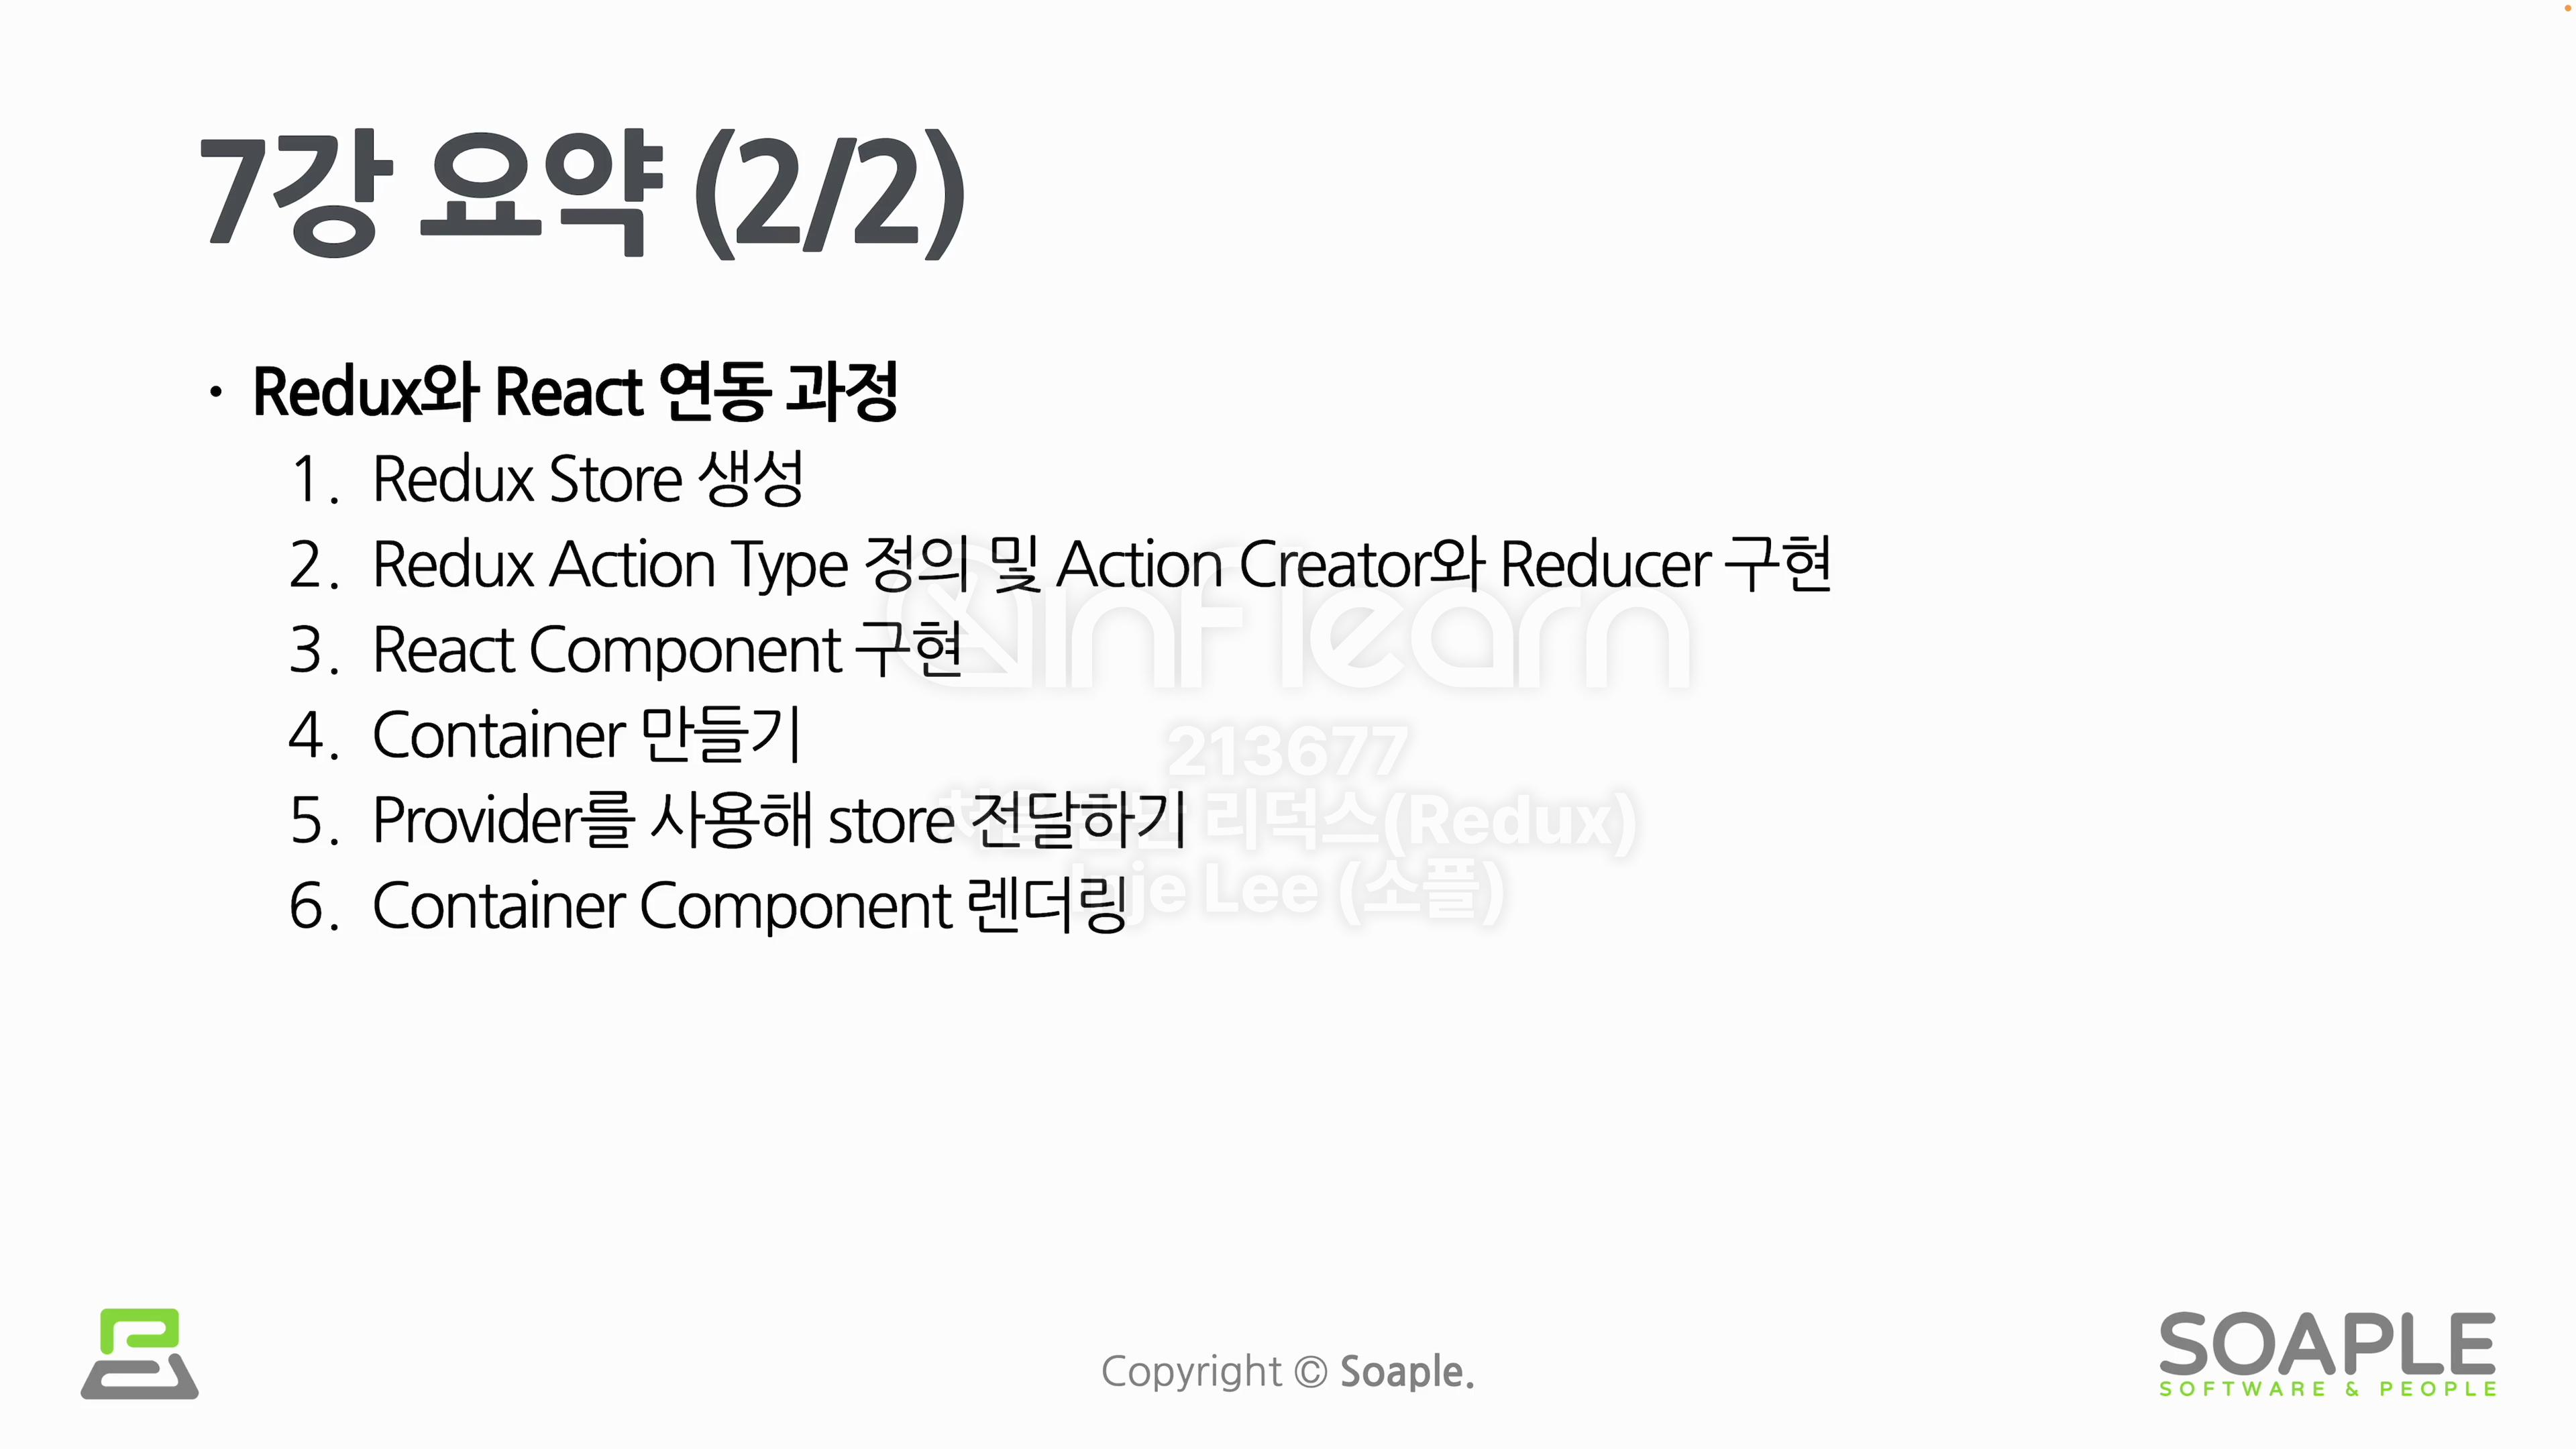 7강 요약 (2/2)
· Redux와 React 연동 과정
1. Redux Store 생성
2. Redux Action Type 정의 및 Action Creator와 Reducer 구현
3. React Component 구현
4. Container 만들기
5. Provider를 사용해 store 전달하기
6. Container Component 렌더링
inflearn
213677
리덕스(Redux)
Lee (소플)
Copyright © Soaple.
SOAPLE
SOFTWARE & PEOPLE